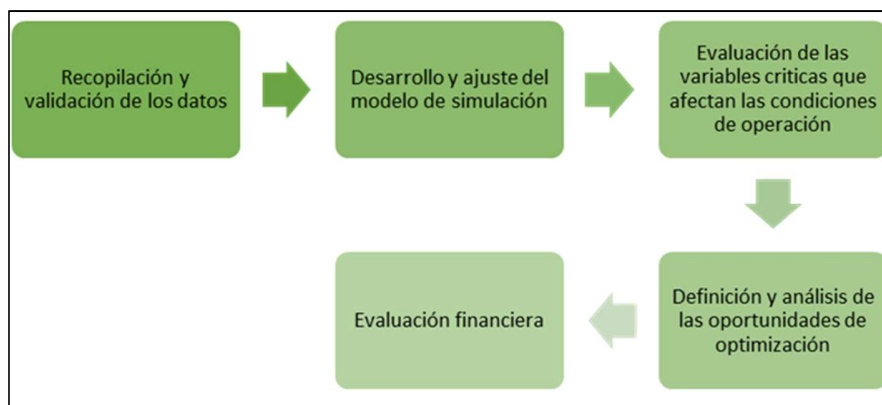 Recopilación y
validación de los datos
Desarrollo y ajuste del
modelo de simulación
Evaluación de las
variables criticas que
afectan las condiciones
de operación
Definición y análisis de
las oportunidades de
optimización
Evaluación financiera